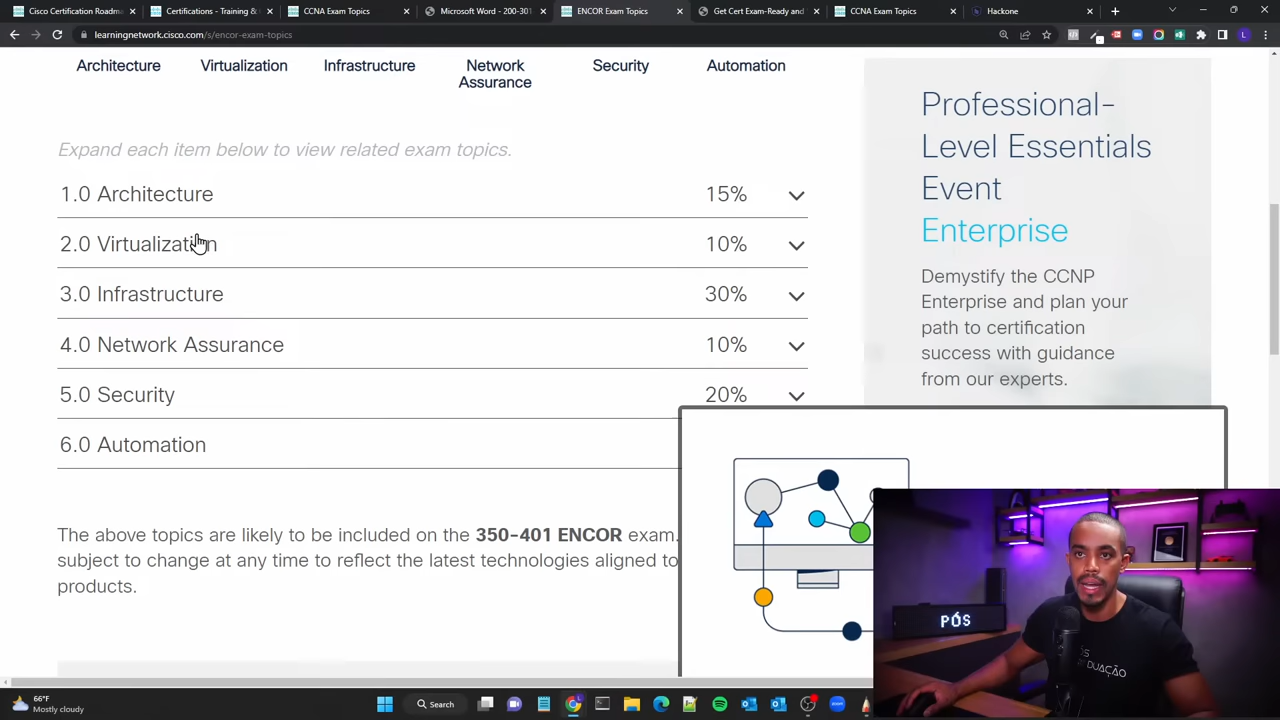 Cisco Certification Roadma
Certifications - Training &
CCNA Exam Topics
Microsoft Word - 200-301
ENCOR Exam Topics
Get Cert Exam-Ready and
CCNA Exam Topics
Hackone
learningnetwork.cisco.com/s/encor-exam-topics
Architecture
Virtualization
Infrastructure
Network
Assurance
Security
Automation
Expand each item below to view related exam topics.
1.0 Architecture 15%
2.0 Virtualization 10%
3.0 Infrastructure 30%
4.0 Network Assurance 10%
5.0 Security 20%
6.0 Automation
The above topics are likely to be included on the 350-401 ENCOR exam.
subject to change at any time to reflect the latest technologies aligned to
products.
Professional-
Level Essentials
Event
Enterprise
Demystify the CCNP
Enterprise and plan your
path to certification
success with guidance
from our experts.
PÓS
DUAÇÃO
66°F
Mostly cloudy
Search